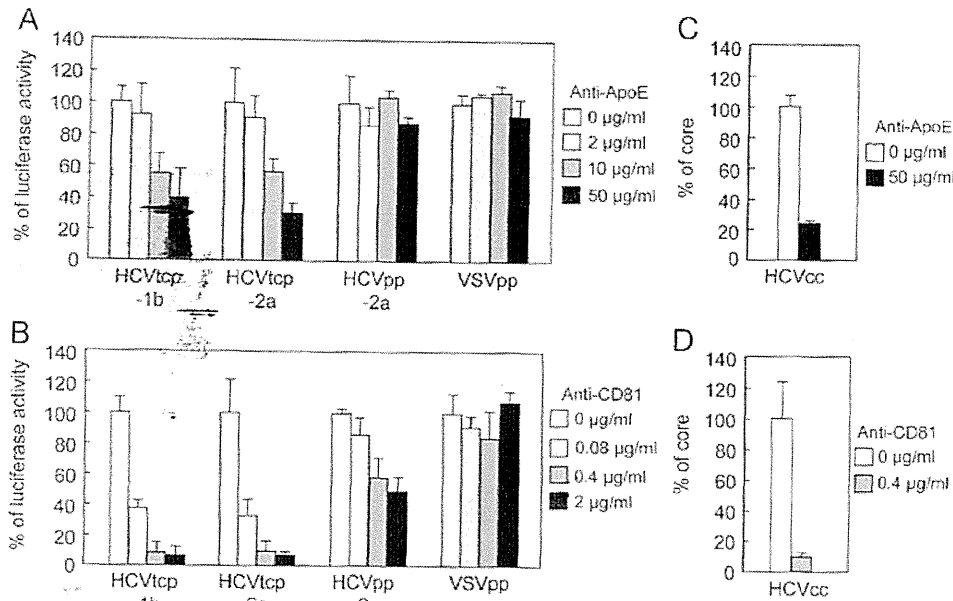 A
% of luciferase activity
140
120
100
80
60
40
20
0
HCVtcp
-1b
HCVtcp
-2a
HCVpp
-2a
VSVpp
Anti-ApoE
0 µg/ml
2 µg/ml
10 µg/ml
50 µg/ml
C
% of core
140
120
100
80
60
40
20
0
HCVcc
Anti-ApoE
0 µg/ml
50 µg/ml
B
% of luciferase activity
140
120
100
80
60
40
20
0
HCVtcp
HCVtcp
HCVpp
VSVpp
Anti-CD81
0 µg/ml
0.08 µg/ml
0.4 µg/ml
2 µg/ml
D
% of core
140
120
100
80
60
40
20
0
HCVcc
Anti-CD81
0 µg/ml
0.4 µg/ml